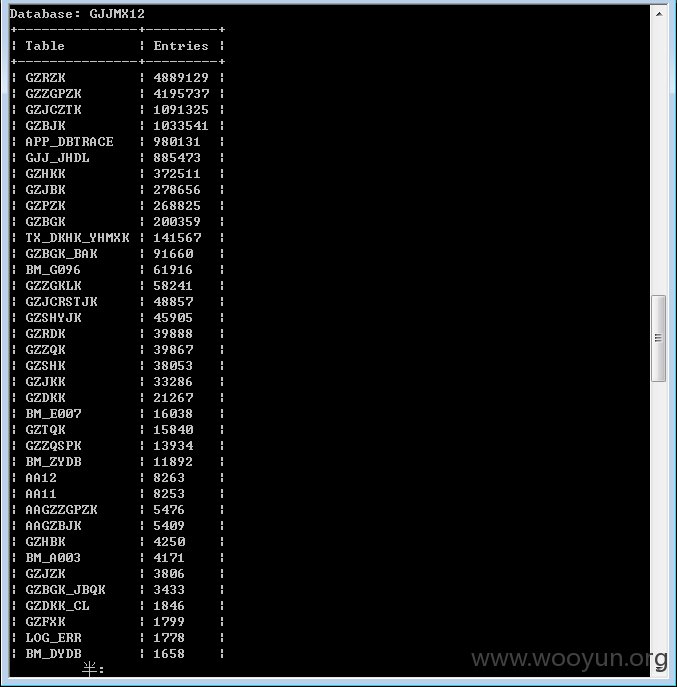 Database: GJJMX12
+----------------+---------+
| Table          | Entries |
+----------------+---------+
| GZRZK          | 4889129 |
| GZZGPZK        | 4195737 |
| GZJCZTK        | 1091325 |
| GZBJK          | 1033541 |
| APP_DBTRACE    | 980131  |
| GJJ_JHDL       | 885473  |
| GZHKK          | 372511  |
| GZJBK          | 278656  |
| GZPZK          | 268825  |
| GZBGK          | 200359  |
| TX_DKHK_YHMXK  | 141567  |
| GZBGK_BAK      | 91660   |
| BM_G096        | 61916   |
| GZZGKLK        | 58241   |
| GZJCRSTJK      | 48857   |
| GZSHYJK        | 45905   |
| GZRDK          | 39888   |
| GZZQK          | 39867   |
| GZSHK          | 38053   |
| GZJKK          | 33286   |
| GZDKK          | 21267   |
| BM_E007        | 16038   |
| GZTQK          | 15840   |
| GZZQSPK        | 13934   |
| BM_ZYDB        | 11892   |
| AA12           | 8263    |
| AA11           | 8253    |
| AAGZZGPZK      | 5476    |
| AAGZBJK        | 5409    |
| GZHBK          | 4250    |
| BM_A003        | 4171    |
| GZJZK          | 3806    |
| GZBGK_JBQK     | 3433    |
| GZDKK_CL       | 1846    |
| GZFXK          | 1799    |
| LOG_ERR        | 1778    |
| BM_DYDB        | 1658    |
半:
www.wooyun.org